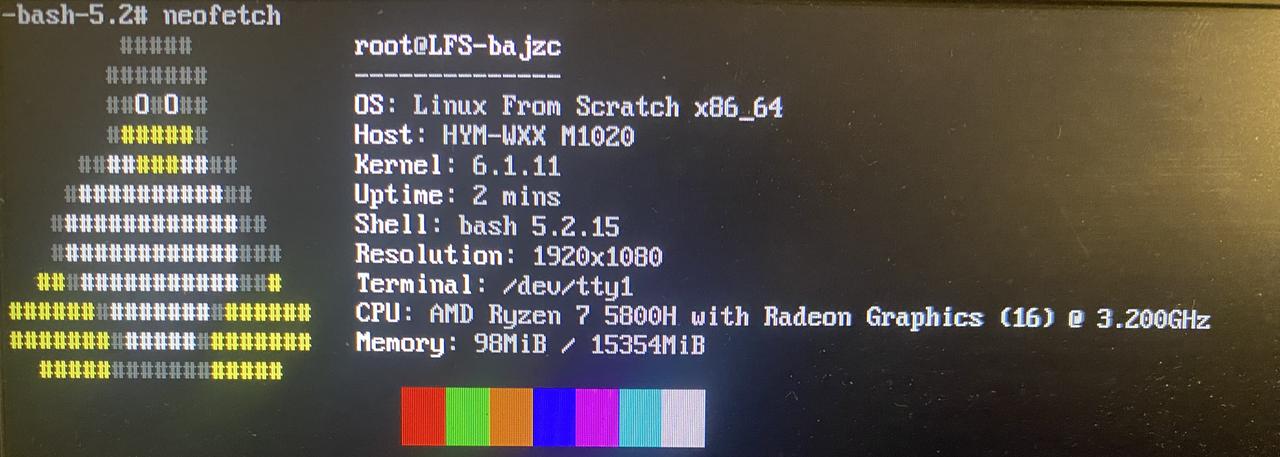 -bash-5.2# neofetch
root@LFS-bajzc
--------------
OS: Linux From Scratch x86_64
Host: HYM-WXX M1020
Kernel: 6.1.11
Uptime: 2 mins
Shell: bash 5.2.15
Resolution: 1920x1080
Terminal: /dev/tty1
CPU: AMD Ryzen 7 5800H with Radeon Graphics (16) @ 3.200GHz
Memory: 98MiB / 15354MiB